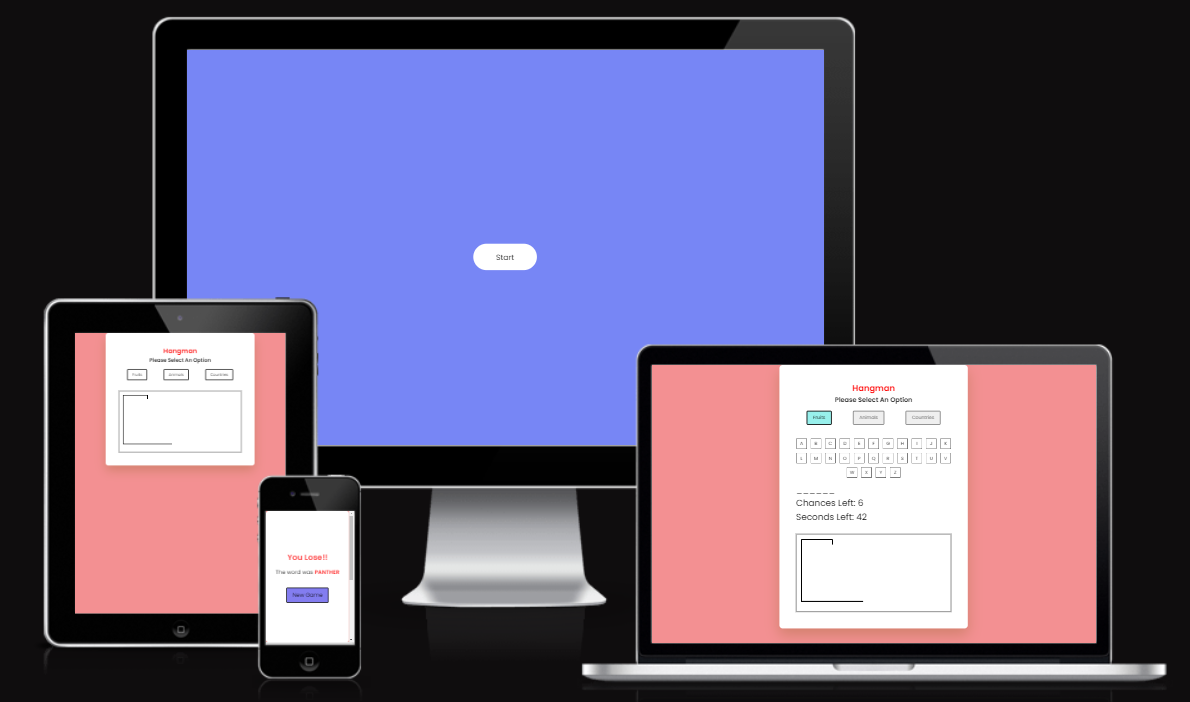 Start
Hangman
Please Select An Option
Fruits Animals Countries
You Lose!!
The word was PANTHER
New Game
Hangman
Please Select An Option
Fruits Animals Countries
A B C D E F G H I J K
L M N O P Q R S T U V
W X Y Z
_ _ _ _ _ _
Chances Left: 6
Seconds Left: 42